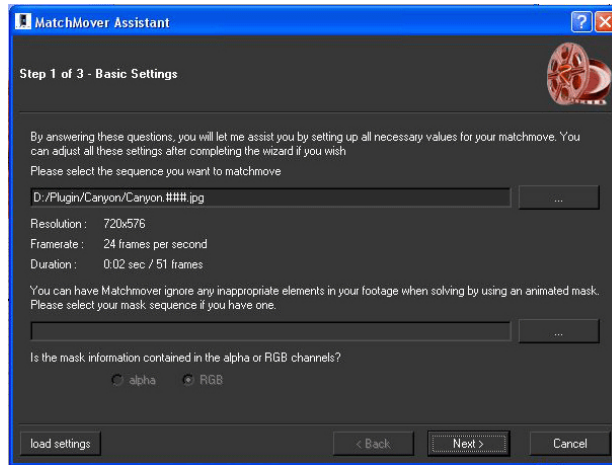 MatchMover Assistant
Step 1 of 3 - Basic Settings
By answering these questions, you will let me assist you by setting up all necessary values for your matchmove. You
can adjust all these settings after completing the wizard if you wish
Please select the sequence you want to matchmove
D:/Plugin/Canyon/Canyon.###.jpg
...
Resolution : 720x576
Framerate : 24 frames per second
Duration : 0:02 sec / 51 frames
You can have Matchmover ignore any inappropriate elements in your footage when solving by using an animated mask.
Please select your mask sequence if you have one.
...
Is the mask information contained in the alpha or RGB channels?
alpha RGB
load settings < Back Next > Cancel